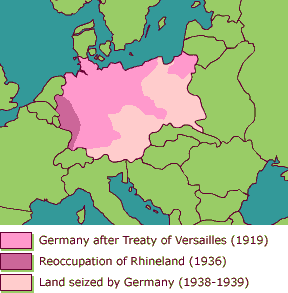 Germany after Treaty of Versailles (1919)
Reoccupation of Rhineland (1936)
Land seized by Germany (1938-1939)